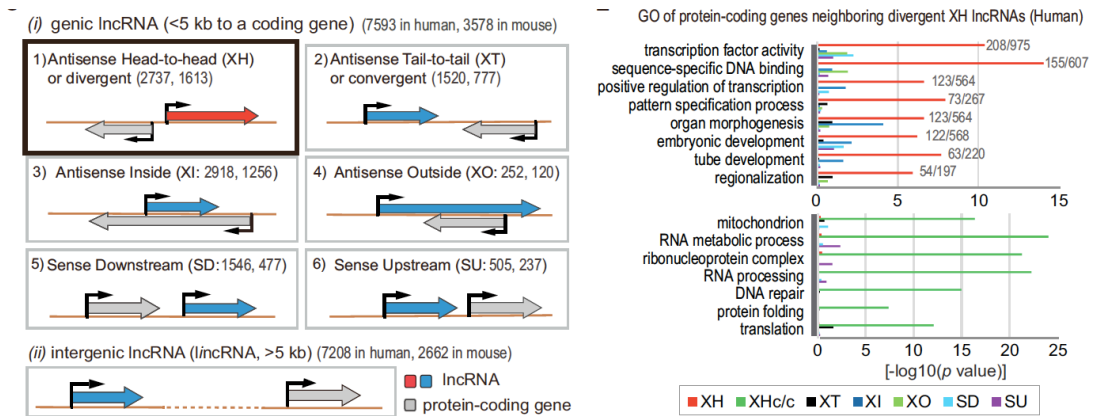 (i) genic lncRNA (<5 kb to a coding gene) (7593 in human, 3578 in mouse)
1) Antisense Head-to-head (XH)
or divergent (2737, 1613)
2) Antisense Tail-to-tail (XT)
or convergent (1520, 777)
3) Antisense Inside (XI: 2918, 1256)
4) Antisense Outside (XO: 252, 120)
5) Sense Downstream (SD: 1546, 477)
6) Sense Upstream (SU: 505, 237)
(ii) intergenic lncRNA (lincRNA, >5 kb) (7208 in human, 2662 in mouse)
lncRNA
protein-coding gene
GO of protein-coding genes neighboring divergent XH lncRNAs (Human)
transcription factor activity 208/975
sequence-specific DNA binding 155/607
positive regulation of transcription 123/564
pattern specification process 73/267
organ morphogenesis 123/564
embryonic development 122/568
tube development 63/220
regionalization 54/197
0 5 10 15
mitochondrion
RNA metabolic process
ribonucleoprotein complex
RNA processing
DNA repair
protein folding
translation
0 5 10 15 20 25
[-log10(p value)]
XH XHc/c XT XI XO SD SU